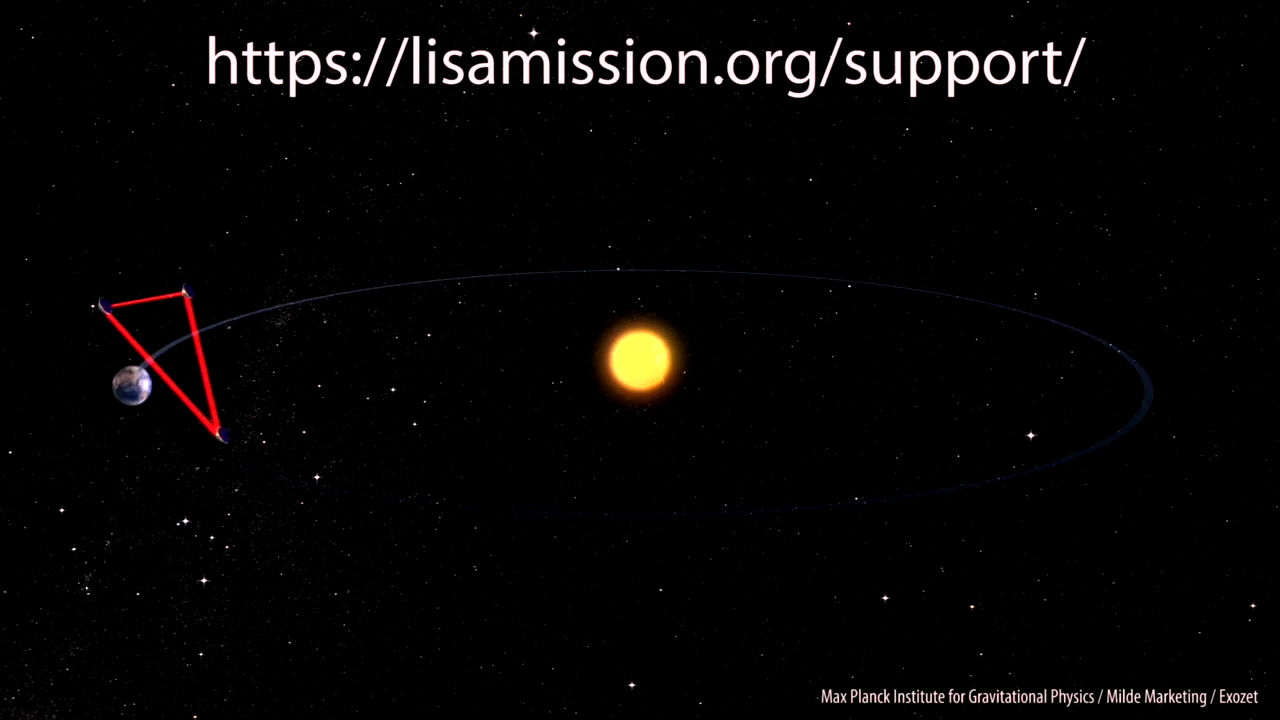 https://lisamission.org/support/
Max Planck Institute for Gravitational Physics / Milde Marketing / Exozet